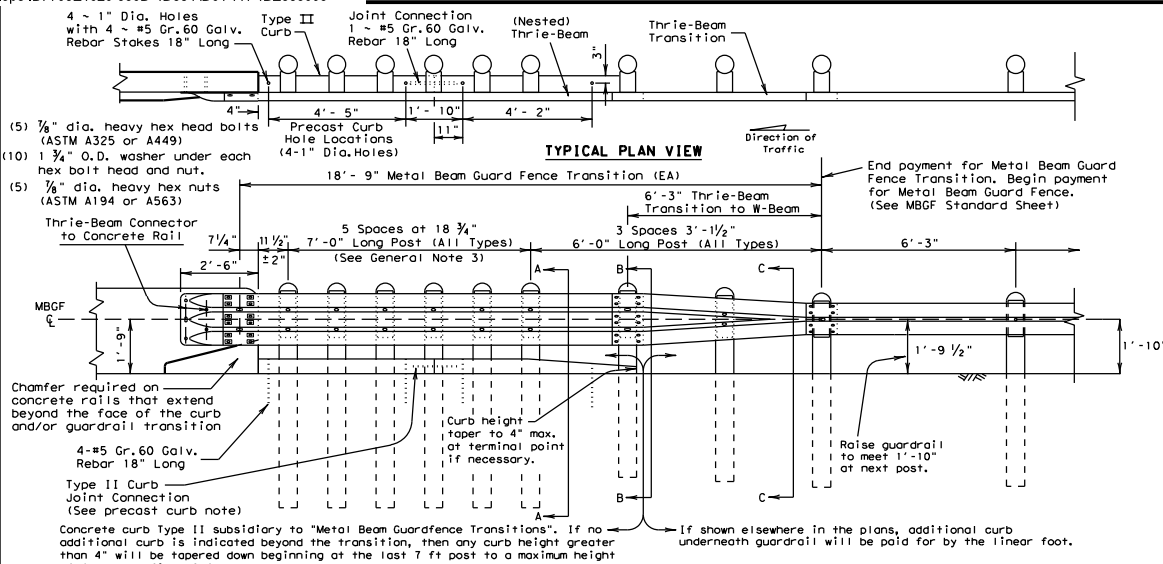 4 ~ 1" Dia. Holes
with 4 ~ #5 Gr.60 Galv.
Rebar Stakes 18" Long
Type II
Curb
Joint Connection
1 ~ #5 Gr.60 Galv.
Rebar 18" Long
(Nested)
Thrie-Beam
Thrie-Beam
Transition
3"
4"
4'- 5"
1'- 10"
4'- 2"
11"
Precast Curb
Hole Locations
(4-1" Dia.Holes)
Direction of
Traffic
TYPICAL PLAN VIEW
(5) 7/8" dia. heavy hex head bolts
(ASTM A325 or A449)
(10) 1 3/4" O.D. washer under each
hex bolt head and nut.
(5) 7/8" dia. heavy hex nuts
(ASTM A194 or A563)
18'- 9" Metal Beam Guard Fence Transition (EA)
End payment for Metal Beam Guard
Fence Transition. Begin payment
for Metal Beam Guard Fence.
(See MBGF Standard Sheet)
6'-3" Thrie-Beam
Transition to W-Beam
Thrie-Beam Connector
to Concrete Rail
7 1/4"
11 1/2"
±2"
5 Spaces at 18 3/4"
7'-0" Long Post (All Types)
(See General Note 3)
3 Spaces 3'-1 1/2"
6'-0" Long Post (All Types)
6'-3"
2'-6"
A
B
C
MBGF
CL
1'-9"
1'-9 1/2"
1'-10"
Chamfer required on
concrete rails that extend
beyond the face of the curb
and/or guardrail transition
4-#5 Gr.60 Galv.
Rebar 18" Long
Type II Curb
Joint Connection
(See precast curb note)
Curb height
taper to 4" max.
at terminal point
if necessary.
Raise guardrail
to meet 1'-10"
at next post.
A
B
C
Concrete curb Type II subsidiary to "Metal Beam Guardfence Transitions". If no
additional curb is indicated beyond the transition, then any curb height greater
than 4" will be tapered down beginning at the last 7 ft post to a maximum height
If shown elsewhere in the plans, additional curb
underneath guardrail will be paid for by the linear foot.